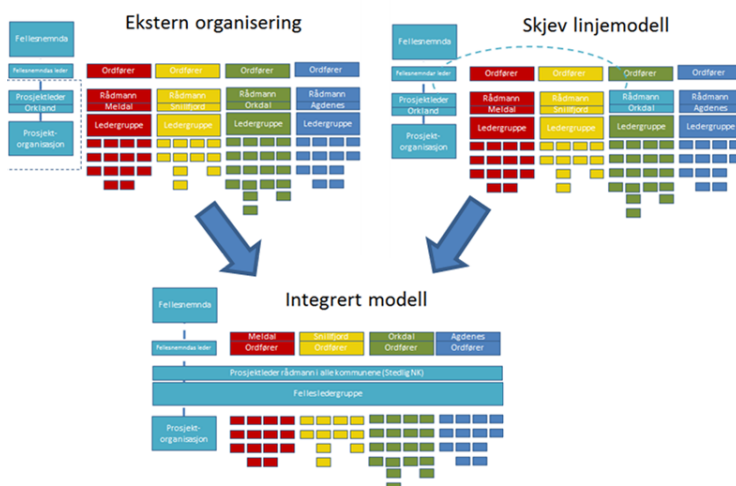 Ekstern organisering
Fellesnemnda
Fellesnemndas leder
Prosjektleder
Orkland
Prosjekt-
organisasjon
Ordfører
Ordfører
Ordfører
Ordfører
Rådmann
Meldal
Rådmann
Snillfjord
Rådmann
Orkdal
Rådmann
Agdenes
Ledergruppe
Ledergruppe
Ledergruppe
Ledergruppe
Skjev linjemodell
Fellesnemnda
Fellesnemndar leder
Prosjektleder
Orkland
Prosjekt-
organisasjon
Ordfører
Ordfører
Ordfører
Ordfører
Rådmann
Meldal
Rådmann
Snillfjord
Rådmann
Orkdal
Rådmann
Agdenes
Ledergruppe
Ledergruppe
Ledergruppe
Ledergruppe
Integrert modell
Fellesnemnda
Fellesnemndas leder
Meldal
Ordfører
Snillfjord
Ordfører
Orkdal
Ordfører
Agdenes
Ordfører
Prosjektleder rådmann i alle kommunene (Stedlig NK)
Fellesledergruppe
Prosjekt-
organisasjon